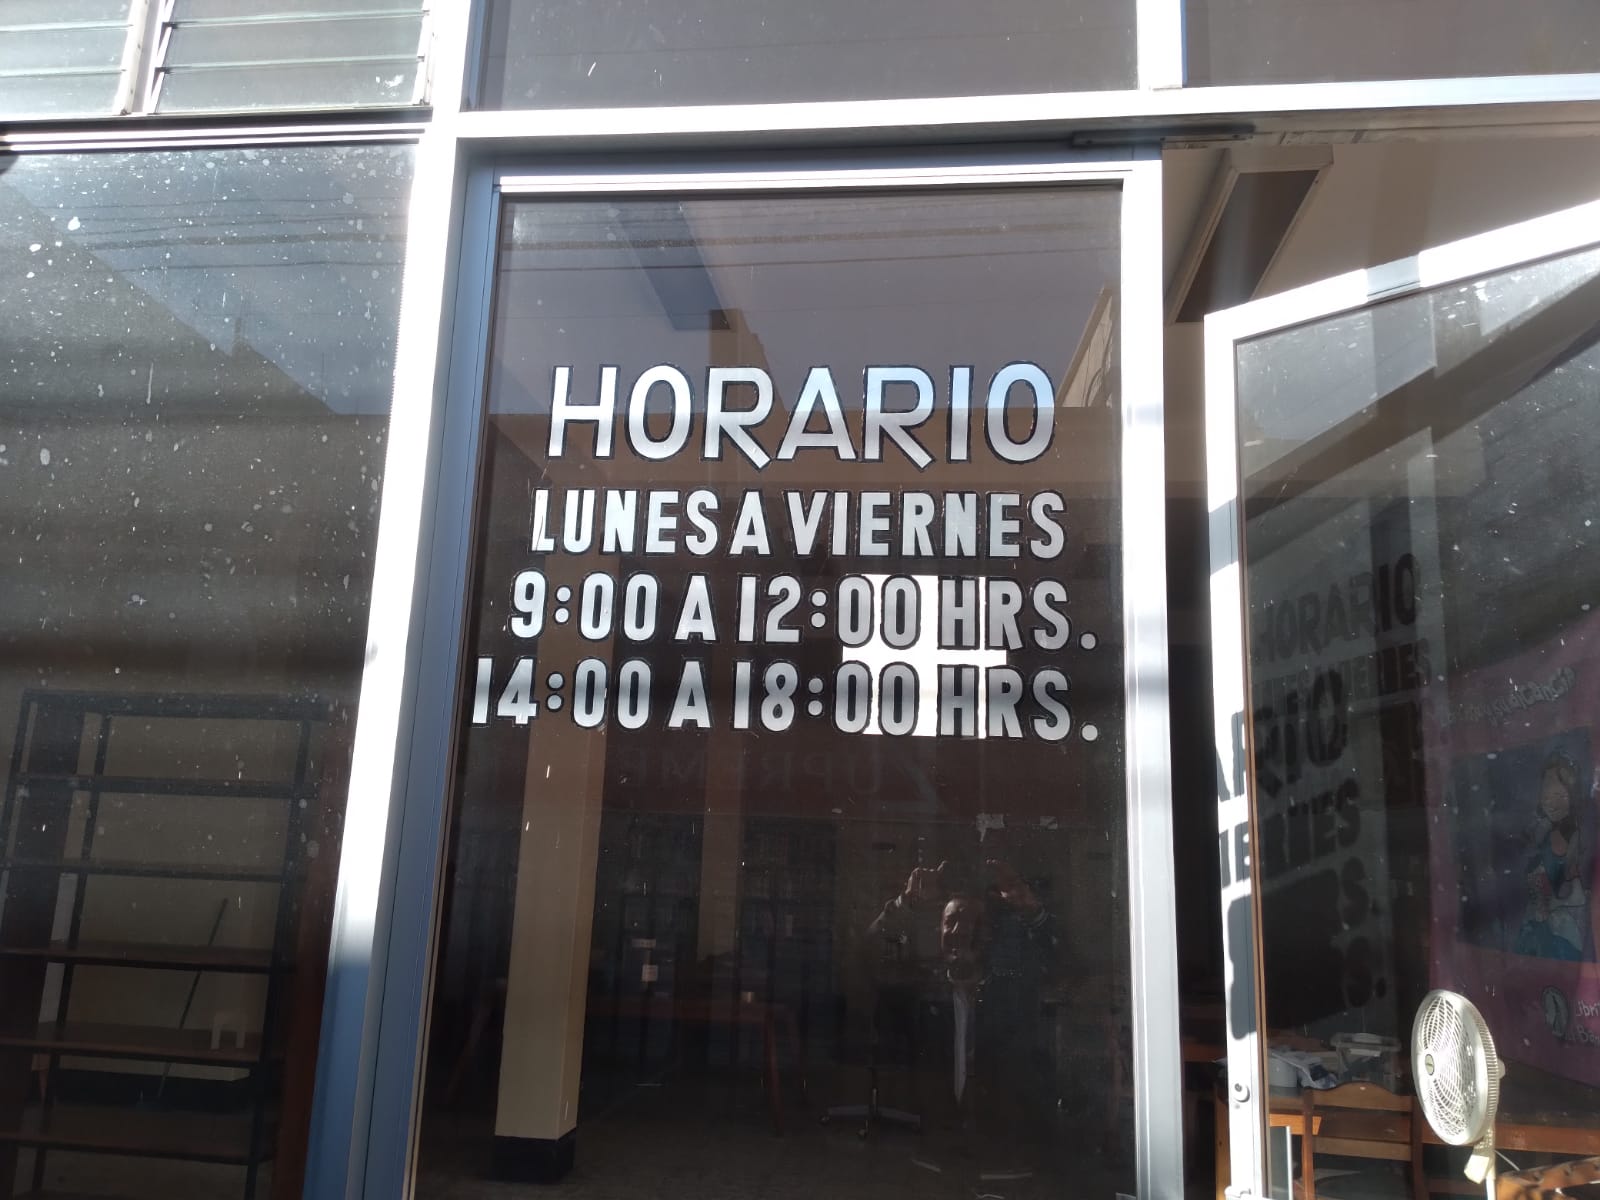 HORARIO
LUNES A VIERNES
9:00 A 12:00 HRS.
14:00 A 18:00 HRS.